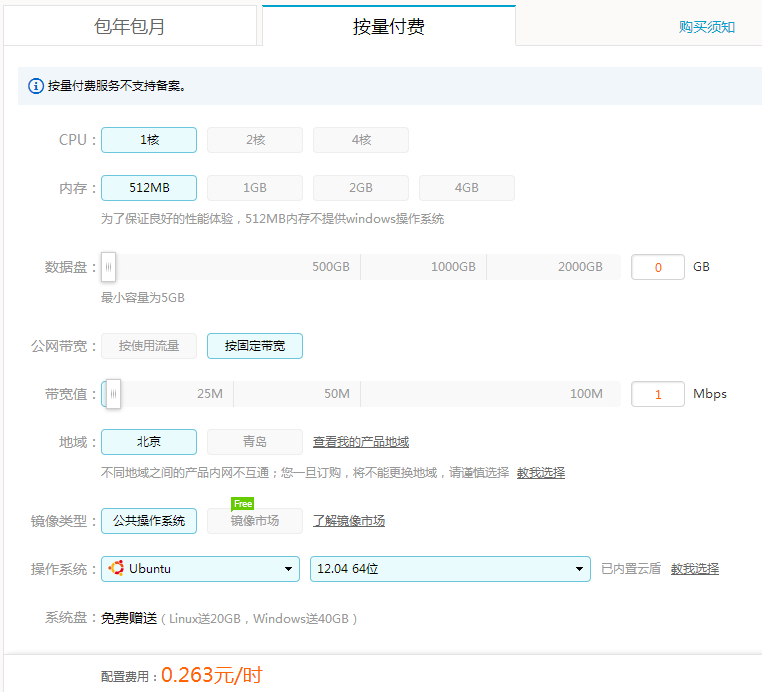 包年包月 按量付费 购买须知
按量付费服务不支持备案。
CPU： 1核 2核 4核
内存： 512MB 1GB 2GB 4GB
为了保证良好的性能体验，512MB内存不提供windows操作系统
数据盘： 500GB 1000GB 2000GB 0 GB
最小容量为5GB
公网带宽： 按使用流量 按固定带宽
带宽值： 25M 50M 100M 1 Mbps
地域： 北京 青岛 查看我的产品地域
不同地域之间的产品内网不互通；您一旦订购，将不能更换地域，请谨慎选择 教我选择
Free
镜像类型： 公共操作系统 镜像市场 了解镜像市场
操作系统： Ubuntu 12.04 64位 已内置云盾 教我选择
系统盘： 免费赠送（Linux送20GB，Windows送40GB）
配置费用：0.263元/时